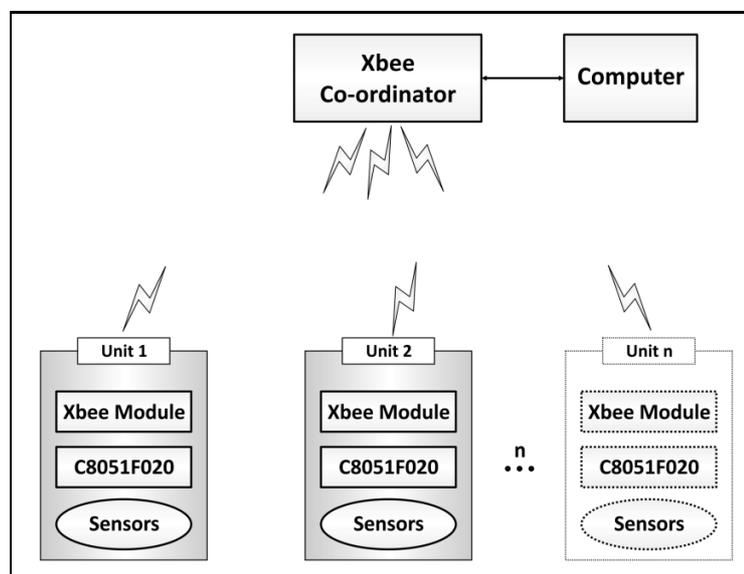 Xbee
Co-ordinator
Computer
Unit 1
Xbee Module
C8051F020
Sensors
Unit 2
Xbee Module
C8051F020
Sensors
n
...
Unit n
Xbee Module
C8051F020
Sensors